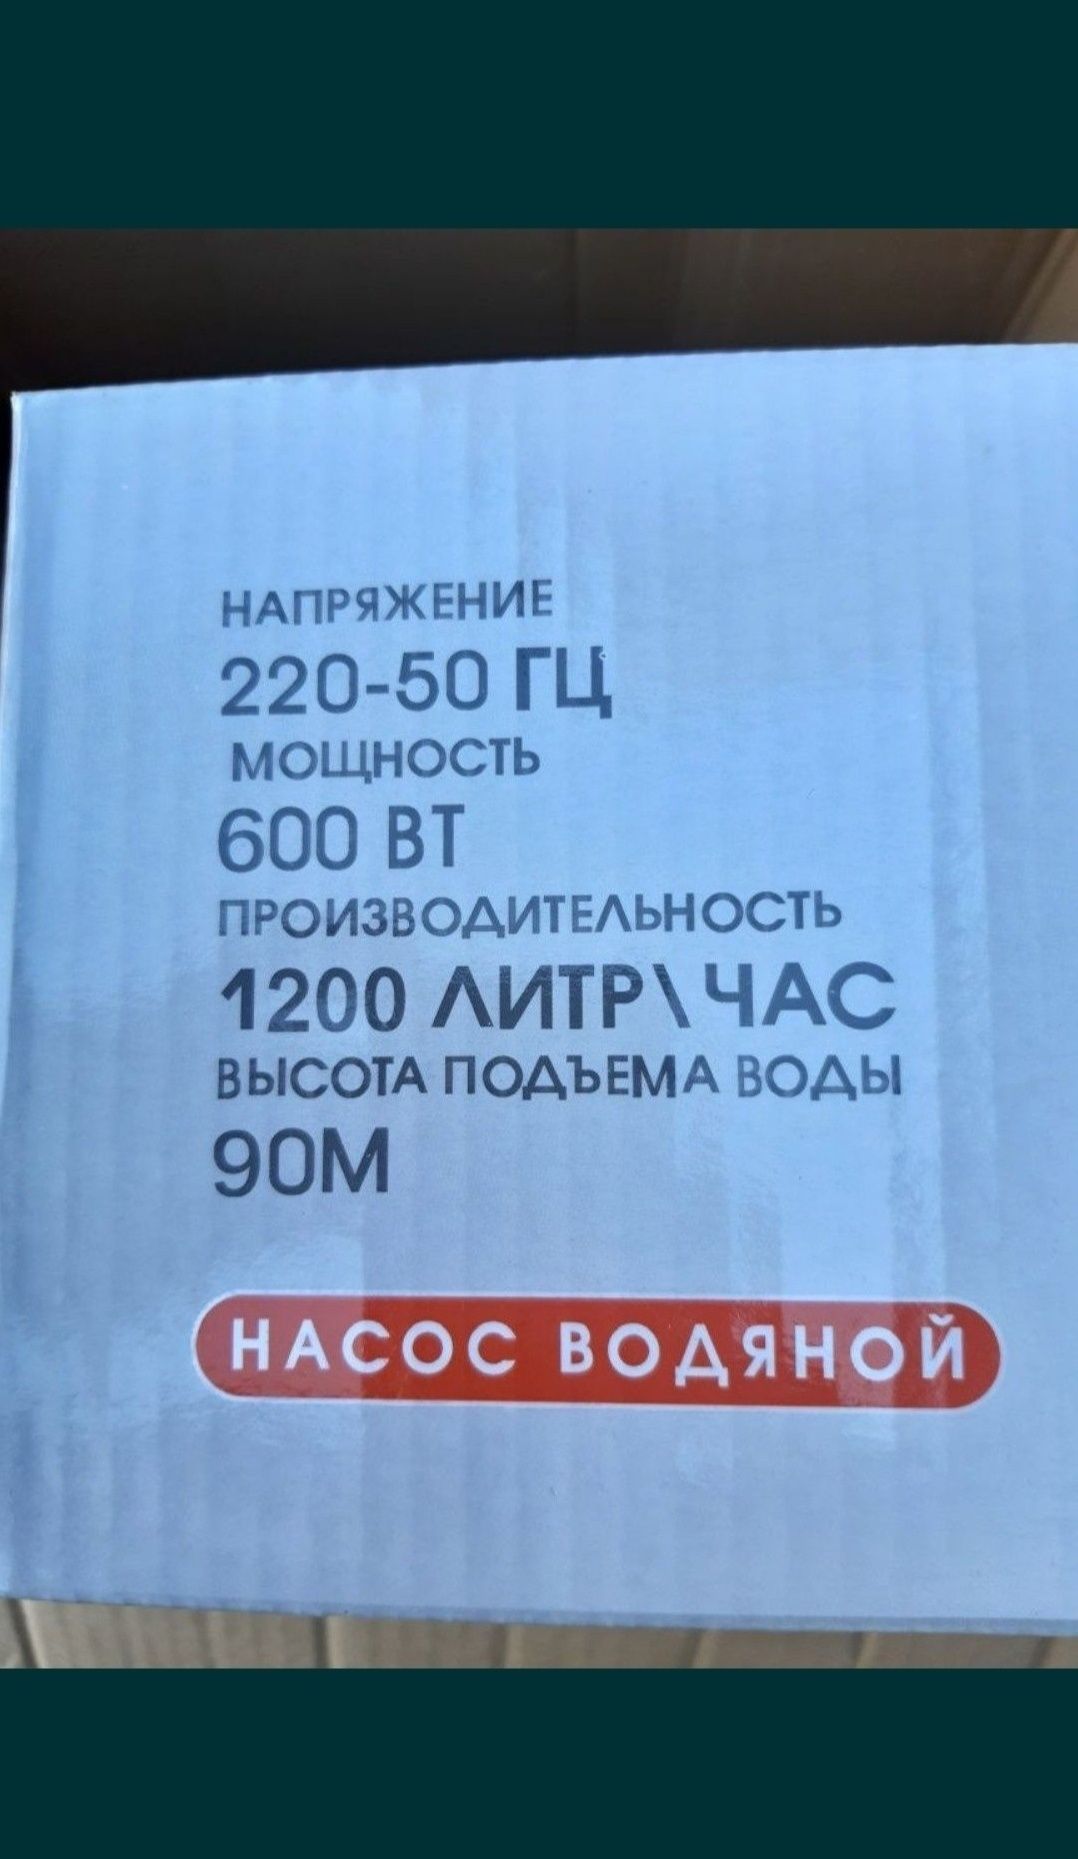 НАПРЯЖЕНИЕ
220-50 ГЦ
МОЩНОСТЬ
600 ВТ
ПРОИЗВОДИТЕЛЬНОСТЬ
1200 ЛИТР\ЧАС
ВЫСОТА ПОДЪЕМА ВОДЫ
90М
НАСОС ВОДЯНОЙ